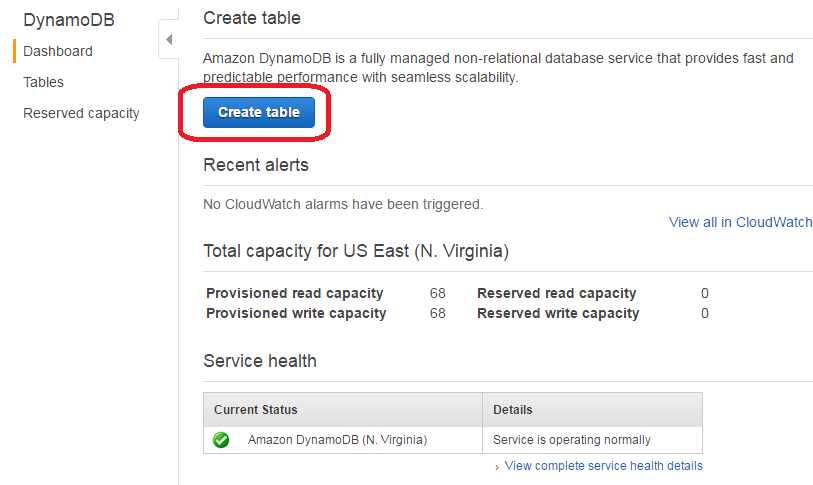 DynamoDB
Dashboard
Tables
Reserved capacity
Create table
Amazon DynamoDB is a fully managed non-relational database service that provides fast and
predictable performance with seamless scalability.
Create table
Recent alerts
No CloudWatch alarms have been triggered.
View all in CloudWatch
Total capacity for US East (N. Virginia)
Provisioned read capacity 68 Reserved read capacity 0
Provisioned write capacity 68 Reserved write capacity 0
Service health
Current Status Details
Amazon DynamoDB (N. Virginia) Service is operating normally
› View complete service health details